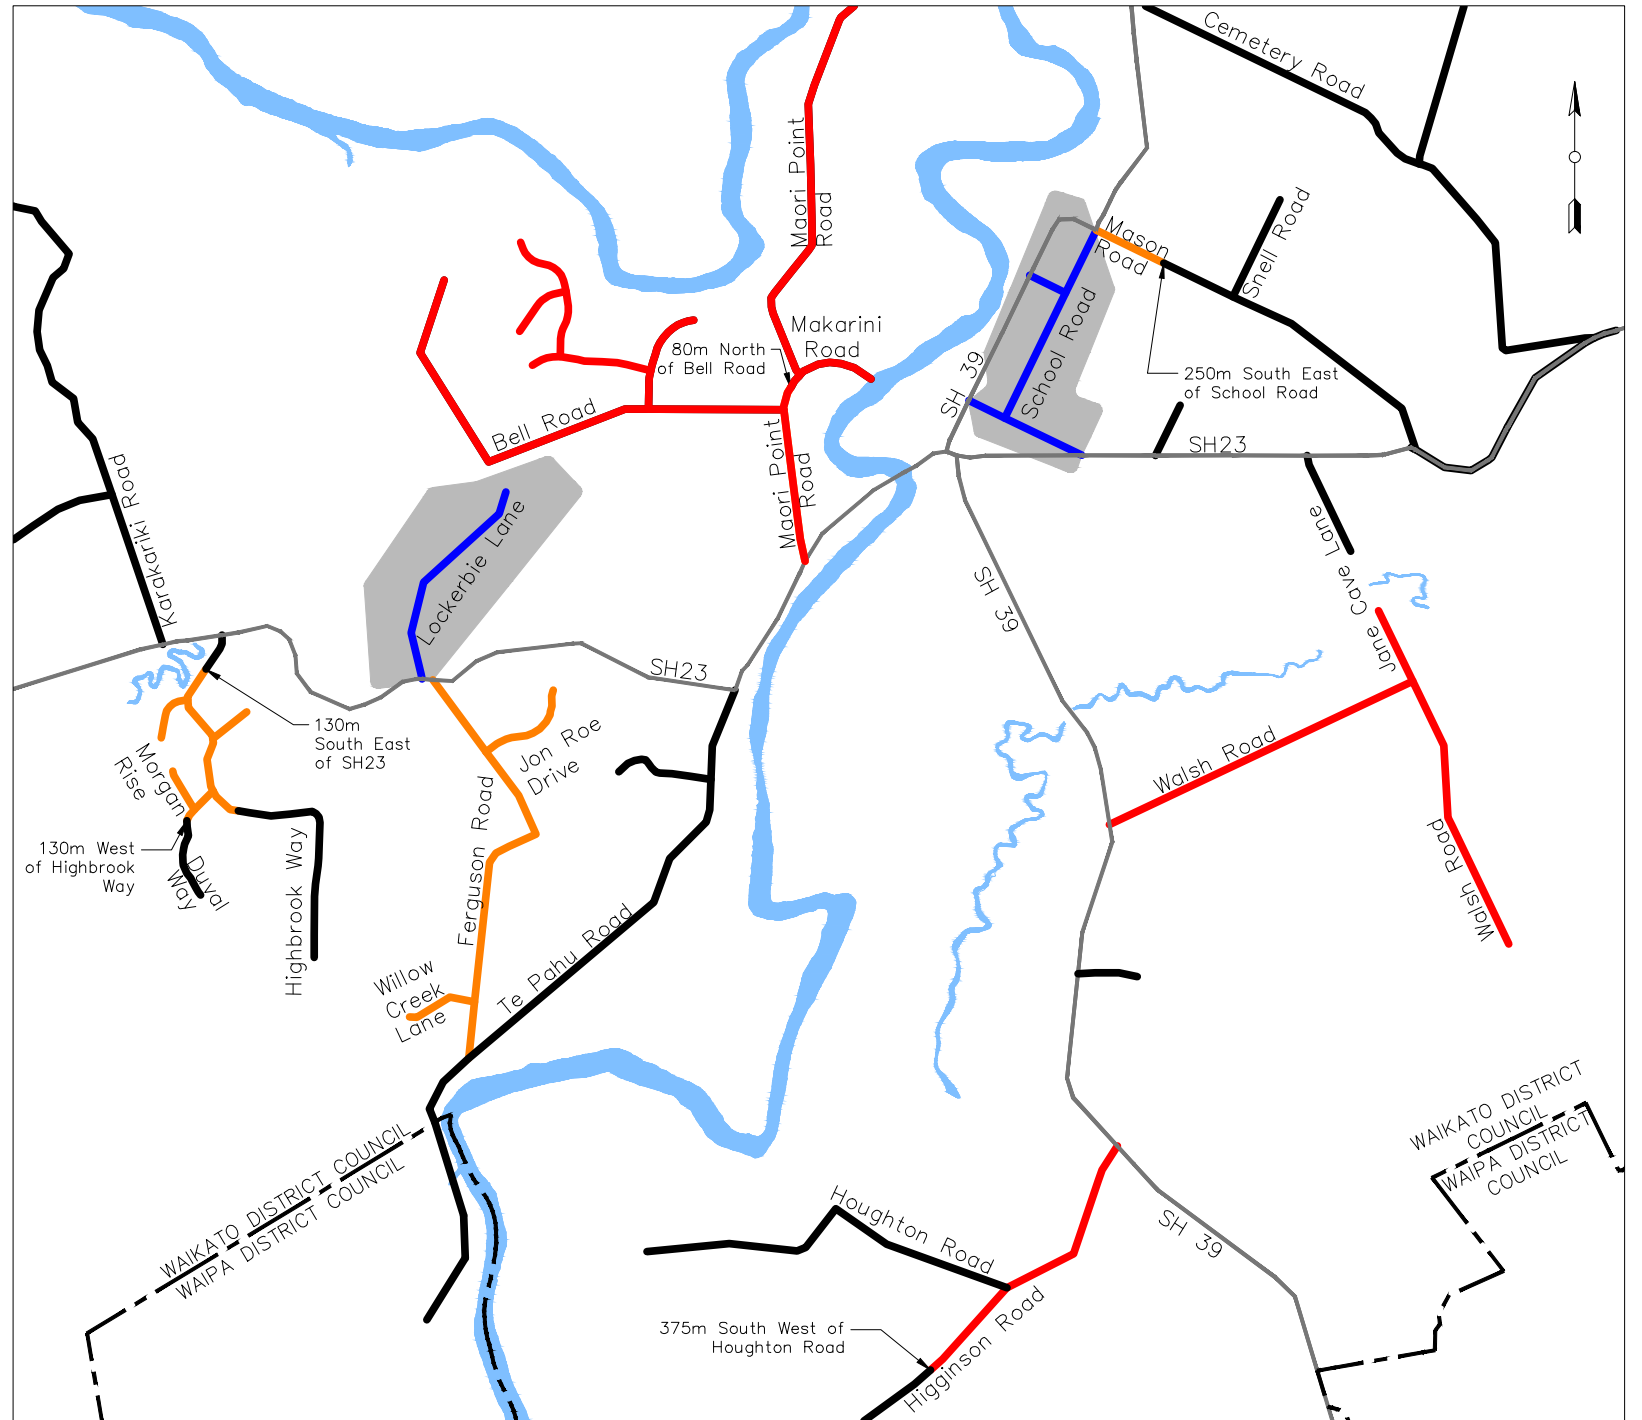 Cemetery Road
Maori Point
Road
Mason
Road
Snell Road
Makarini
Road
80m North
of Bell Road
SH 39
School Road
250m South East
of School Road
Bell Road
Maori Point
Road
SH23
Karakariki Road
Lockerbie Lane
Jane Cave Lane
SH 39
SH23
130m
South East
of SH23
Morgan
Rise
Jon Roe
Drive
Walsh Road
Ferguson Road
130m West
of Highbrook
Way
Duval
Way
Highbrook Way
Walsh Road
Willow
Creek
Lane
Te Pahu Road
WAIKATO DISTRICT COUNCIL
WAIPA DISTRICT COUNCIL
WAIKATO DISTRICT
COUNCIL
WAIPA DISTRICT
COUNCIL
Houghton Road
SH 39
375m South West of
Houghton Road
Higginson Road